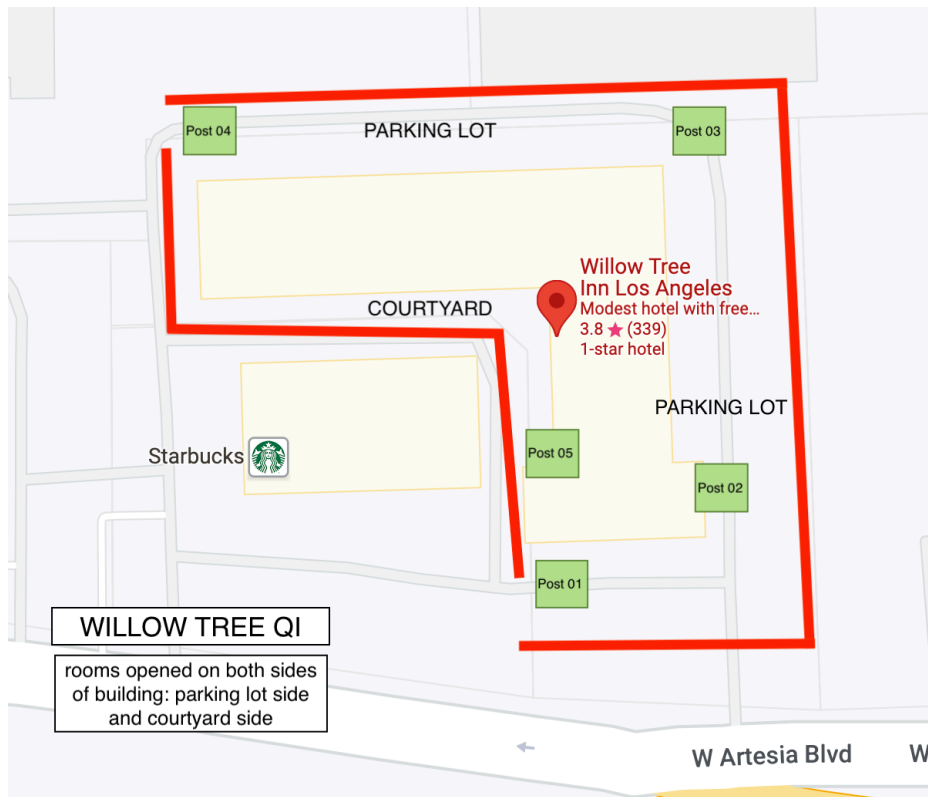 Post 04
PARKING LOT
Post 03
Willow Tree
Inn Los Angeles
Modest hotel with free...
3.8 ★ (339)
1-star hotel
COURTYARD
PARKING LOT
Starbucks
Post 05
Post 02
Post 01
WILLOW TREE QI
rooms opened on both sides
of building: parking lot side
and courtyard side
W Artesia Blvd
W